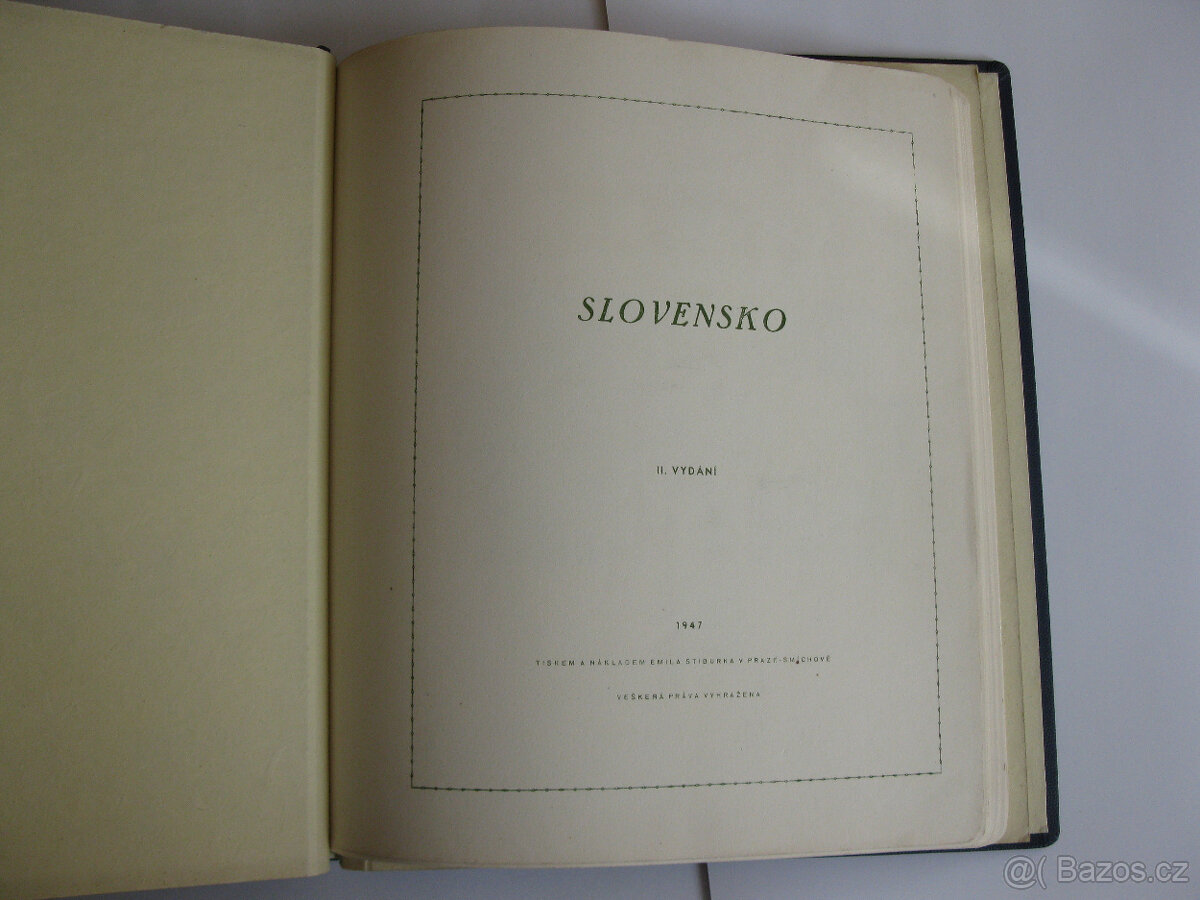 SLOVENSKO
II. VYDÁNÍ
1947
TISKEM A NÁKLADEM EMILA STIBURKA V PRAZE-SMÍCHOVĚ
VEŠKERÁ PRÁVA VYHRAŽENA
@( Bazos.cz